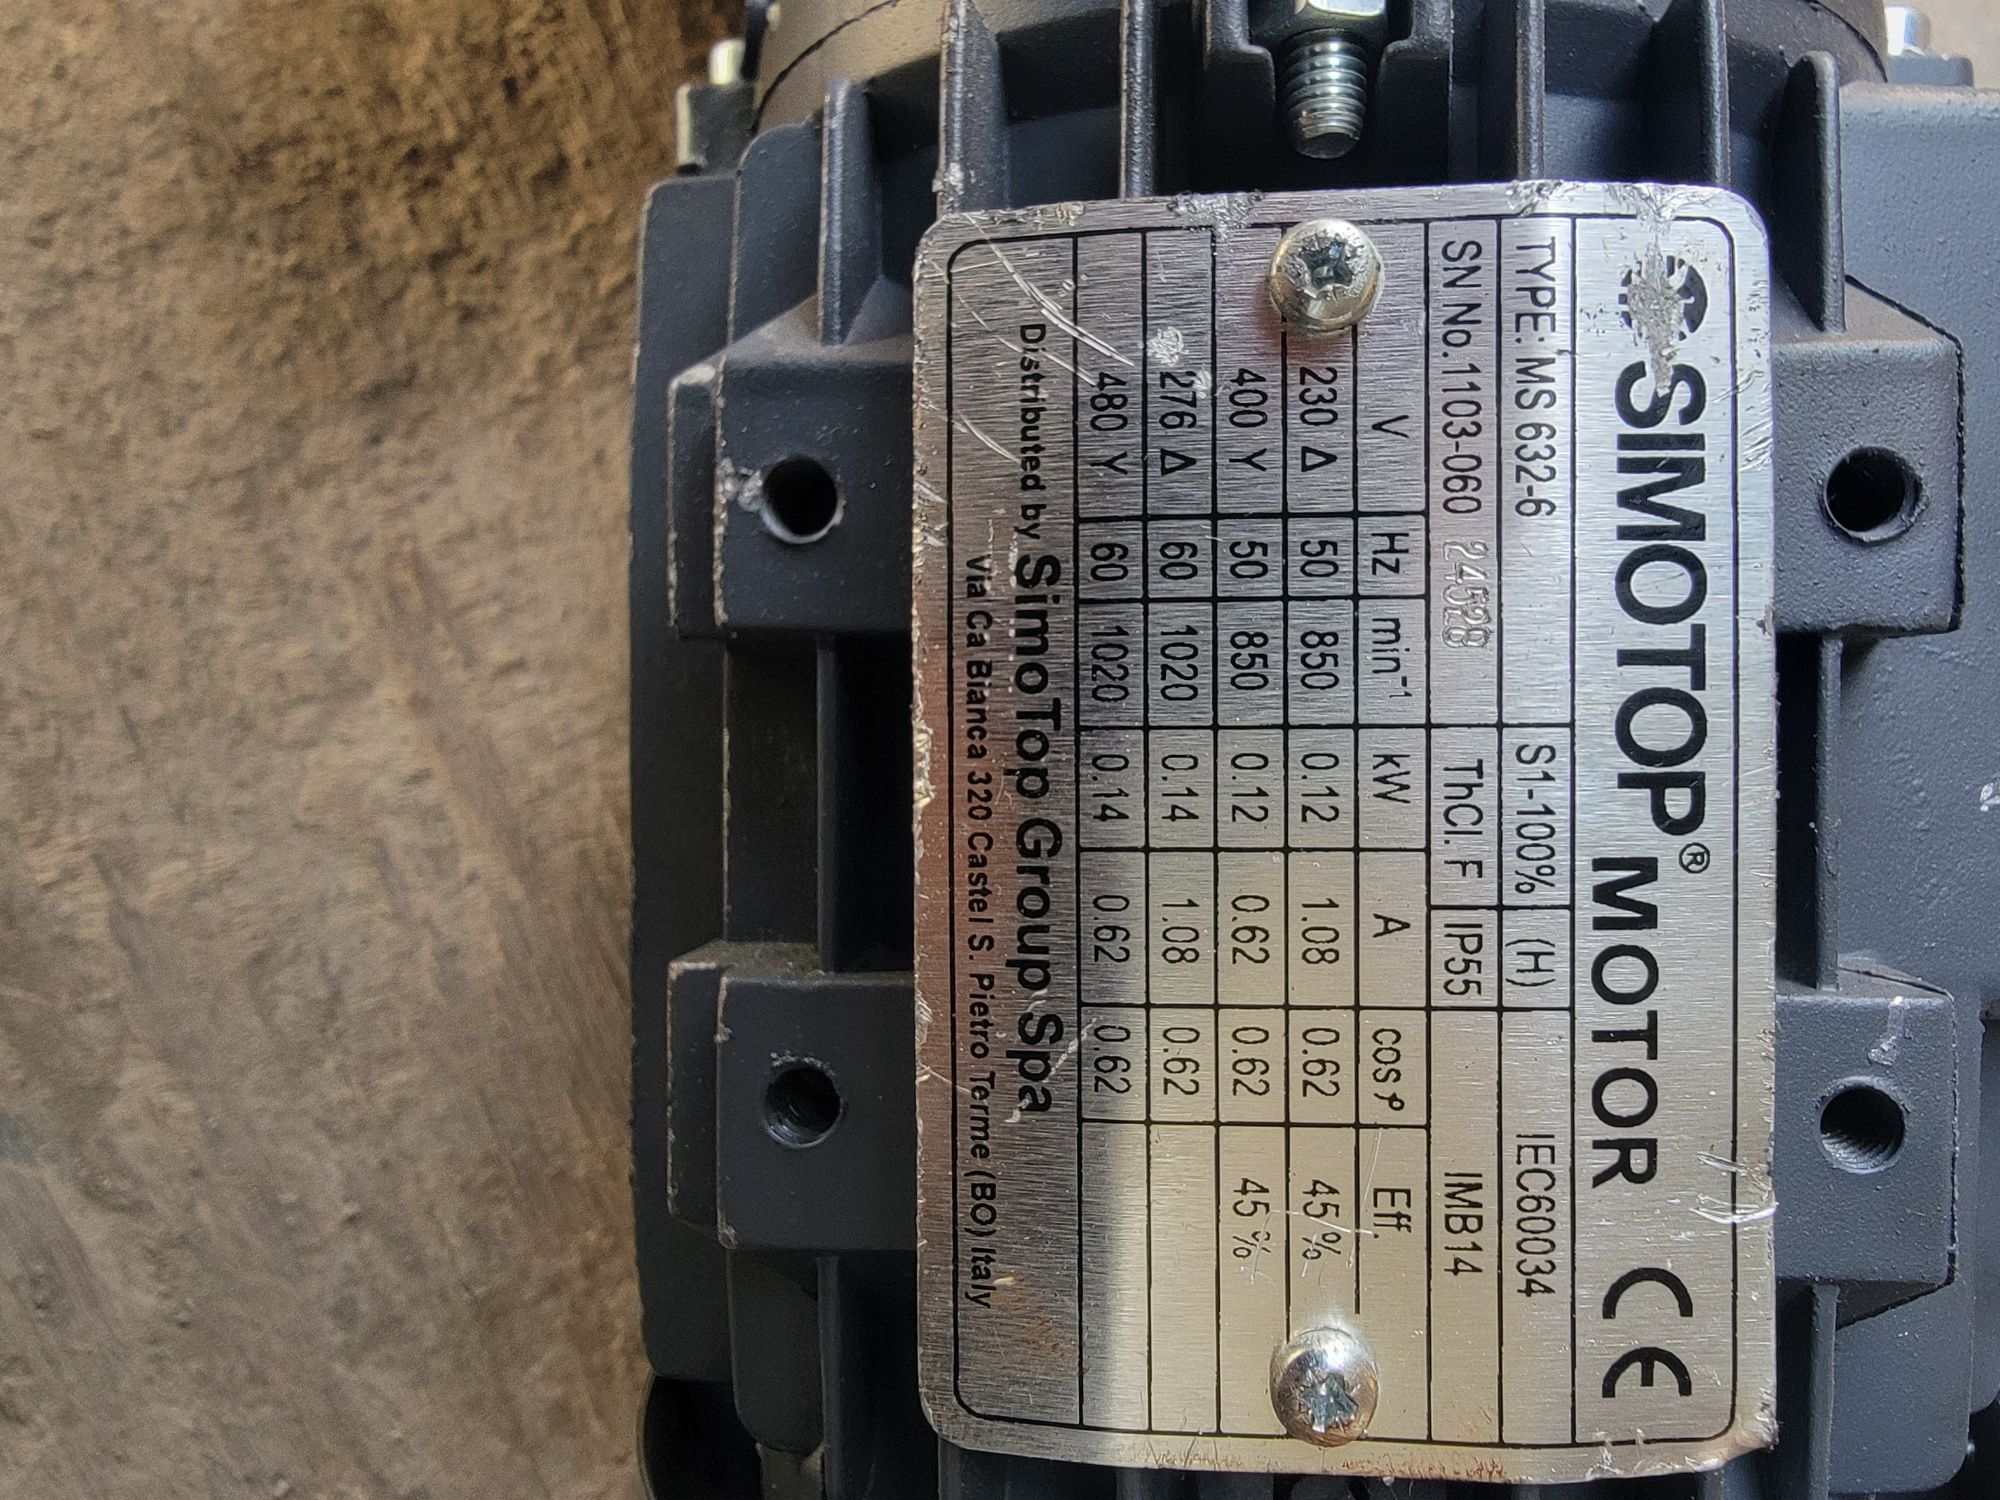 SIMOTOP® MOTOR CE
TYPE: MS 632-6 S1-100% (H) IEC60034
SN No.1103-060 24528 ThCl. F IP55 IMB14
V Hz min⁻¹ kW A cos φ Eff.
230 Δ 50 850 0.12 1.08 0.62 45%
400 Y 50 850 0.12 0.62 0.62 45%
276 Δ 60 1020 0.14 1.08 0.62
480 Y 60 1020 0.14 0.62 0.62
Distributed by SimoTop Group Spa
Via Ca Bianca 320 Castel S. Pietro Terme (BO) Italy